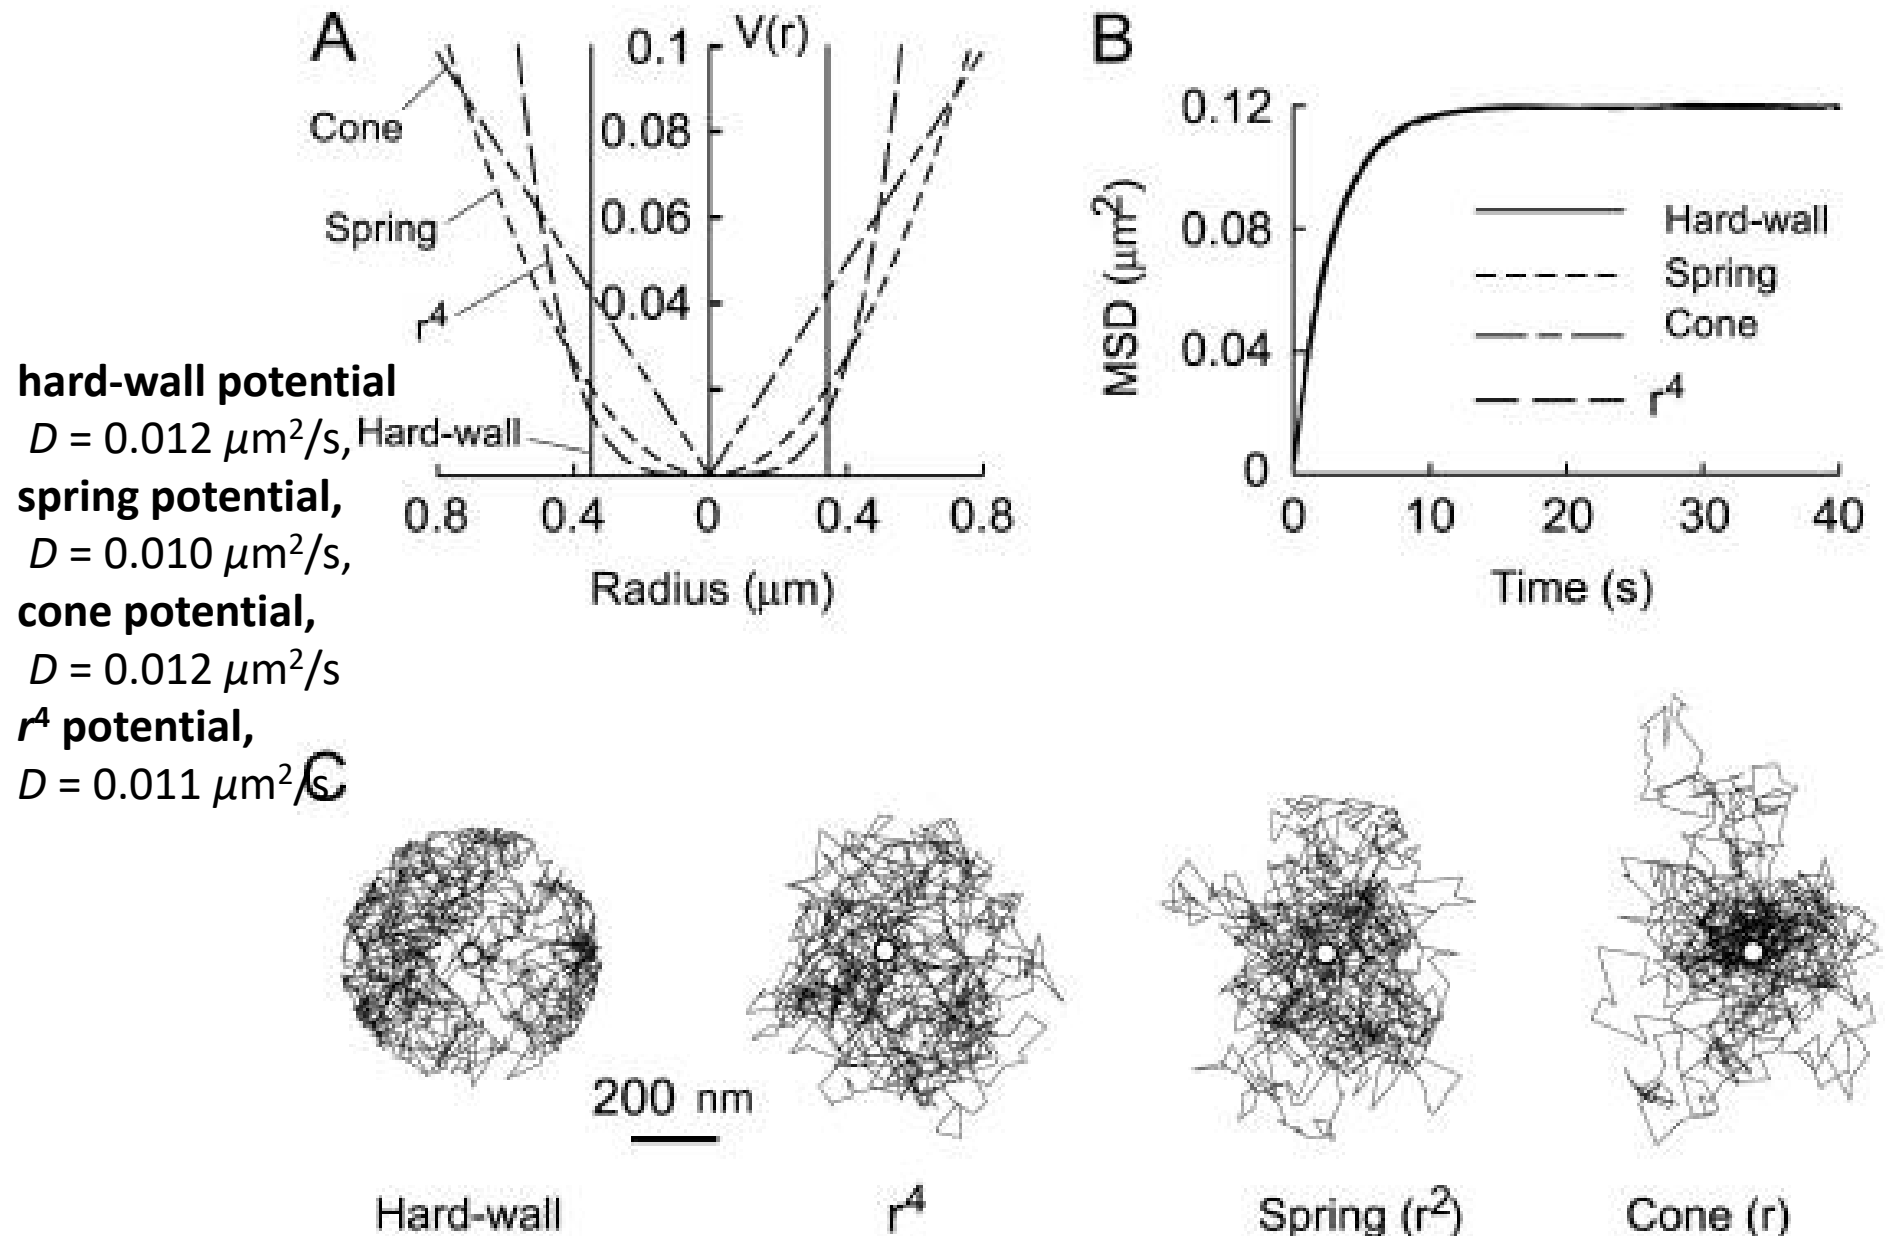 A
V(r)
0.1
0.08
0.06
0.04
Cone
Spring
r⁴
Hard-wall
0.8 0.4 0 0.4 0.8
Radius (μm)
B
0.12
0.08
0.04
0
MSD (μm²)
0 10 20 30 40
Time (s)
Hard-wall
Spring
Cone
r⁴
hard-wall potential
D = 0.012 μm²/s,
spring potential,
D = 0.010 μm²/s,
cone potential,
D = 0.012 μm²/s
r⁴ potential,
D = 0.011 μm²/s
C
200 nm
Hard-wall
r⁴
Spring (r²)
Cone (r)